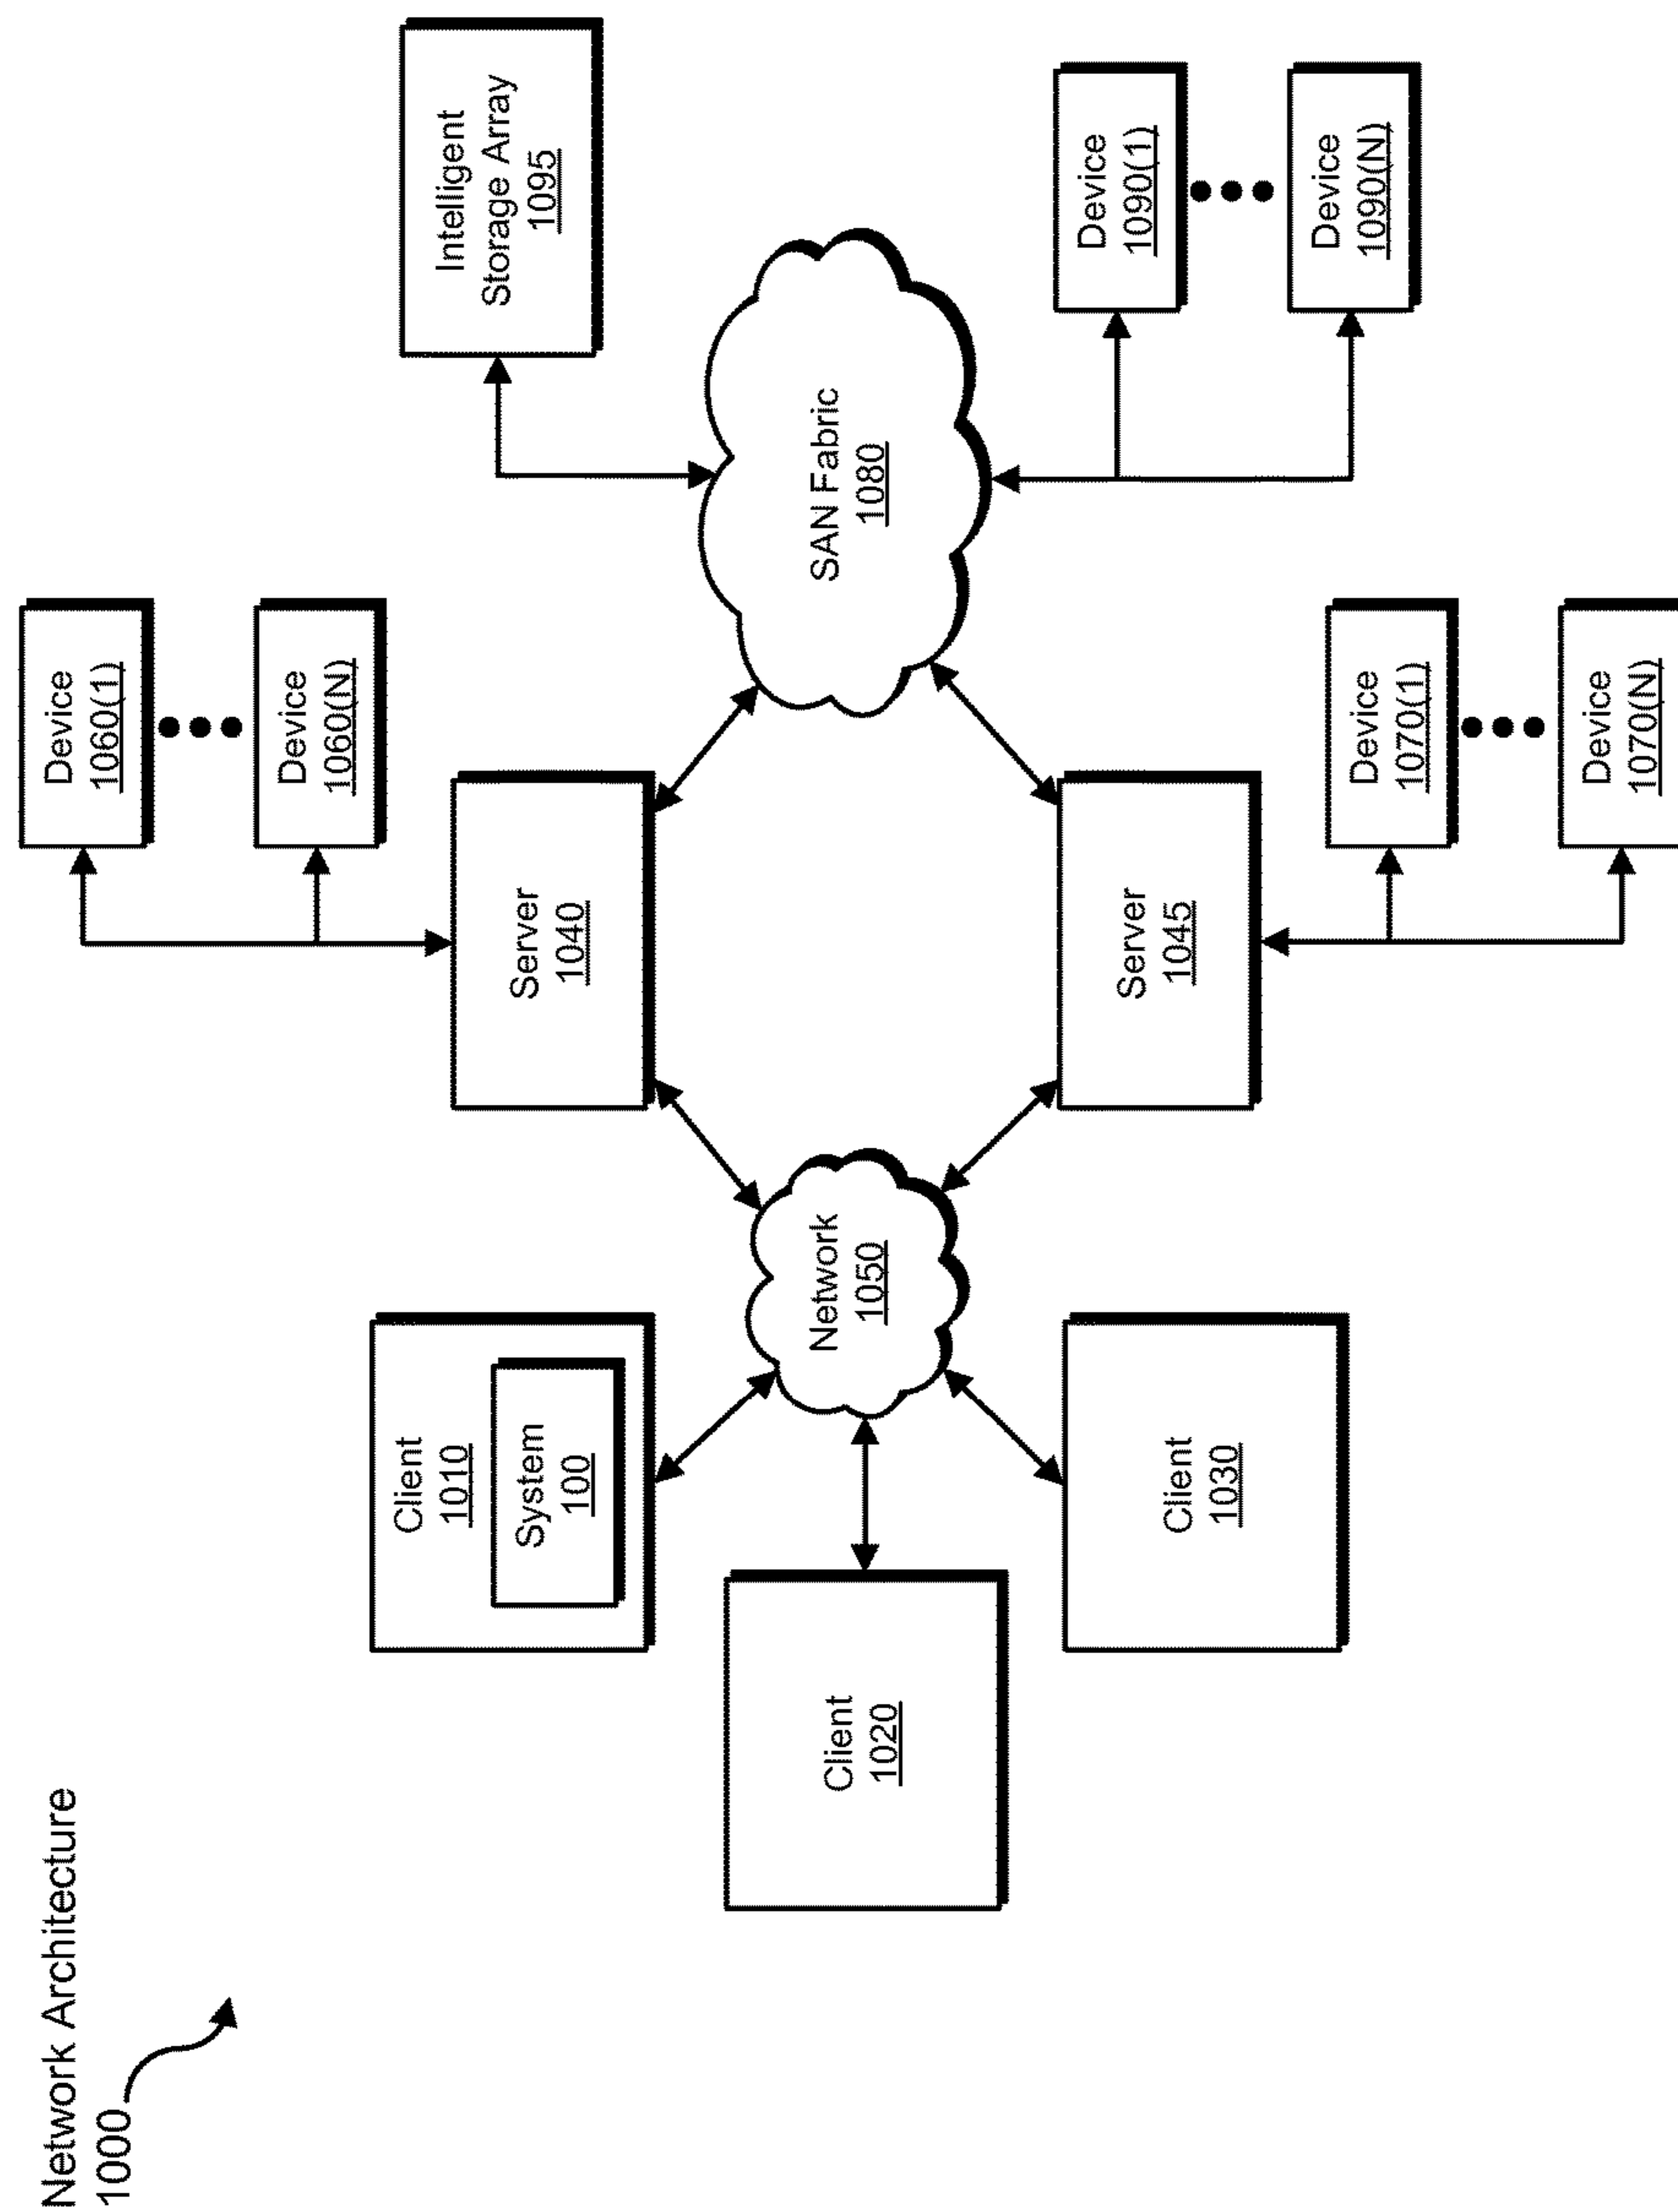 Network Architecture
1000
Client
1010
System
100
Client
1020
Client
1030
Network
1050
Server
1040
Server
1045
Device
1060(1)
Device
1060(N)
Device
1070(1)
Device
1070(N)
SAN Fabric
1080
Intelligent
Storage Array
1095
Device
1090(1)
Device
1090(N)